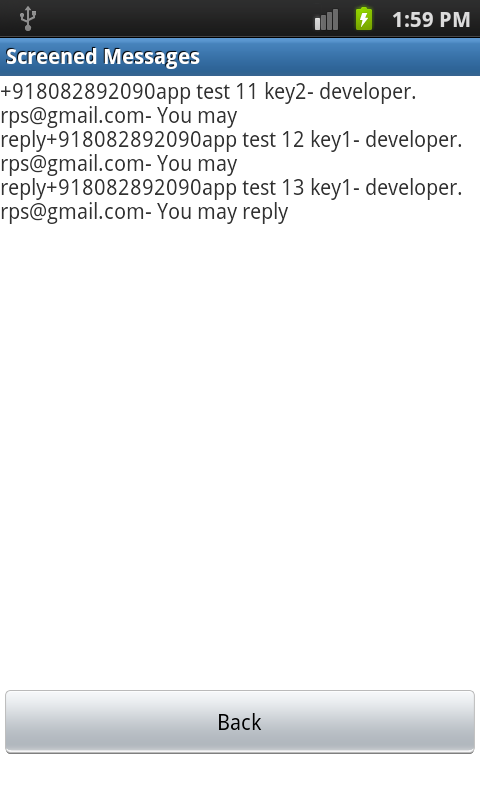 1:59 PM
Screened Messages
+918082892090app test 11 key2- developer.
rps@gmail.com- You may
reply+918082892090app test 12 key1- developer.
rps@gmail.com- You may
reply+918082892090app test 13 key1- developer.
rps@gmail.com- You may reply
Back